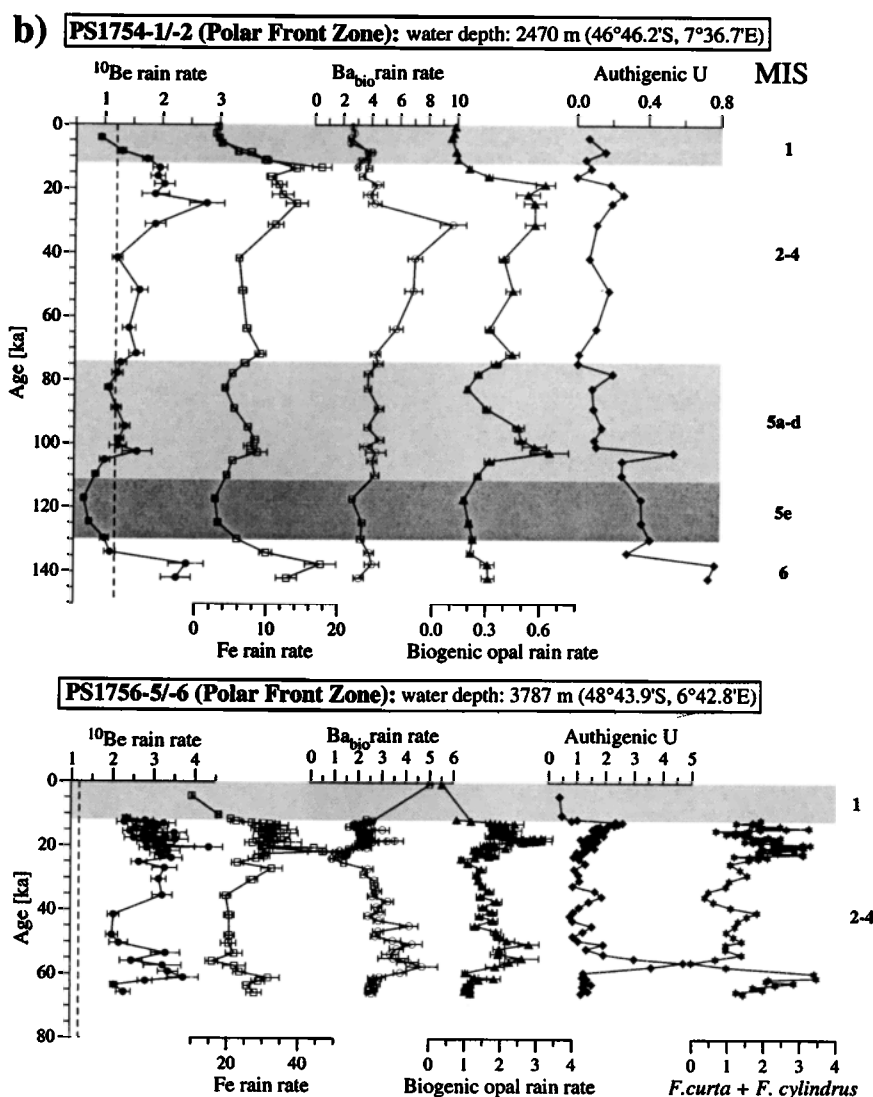 b) PS1754-1/-2 (Polar Front Zone): water depth: 2470 m (46°46.2'S, 7°36.7'E)
¹⁰Be rain rate Ba_bio rain rate Authigenic U MIS
1 3 0 2 4 6 8 10 0.0 0.4 0.8
0
20
40
60
80
100
120
140
Age [ka]
1
2-4
5a-d
5e
6
0 10 20 0.0 0.3 0.6
Fe rain rate Biogenic opal rain rate
PS1756-5/-6 (Polar Front Zone): water depth: 3787 m (48°43.9'S, 6°42.8'E)
¹⁰Be rain rate Ba_bio rain rate Authigenic U
1 2 3 4 0 1 2 3 4 5 6 0 1 2 3 4 5
0
20
40
60
80
Age [ka]
1
2-4
20 40 0 1 2 3 4 0 1 2 3 4
Fe rain rate Biogenic opal rain rate F.curta + F. cylindrus